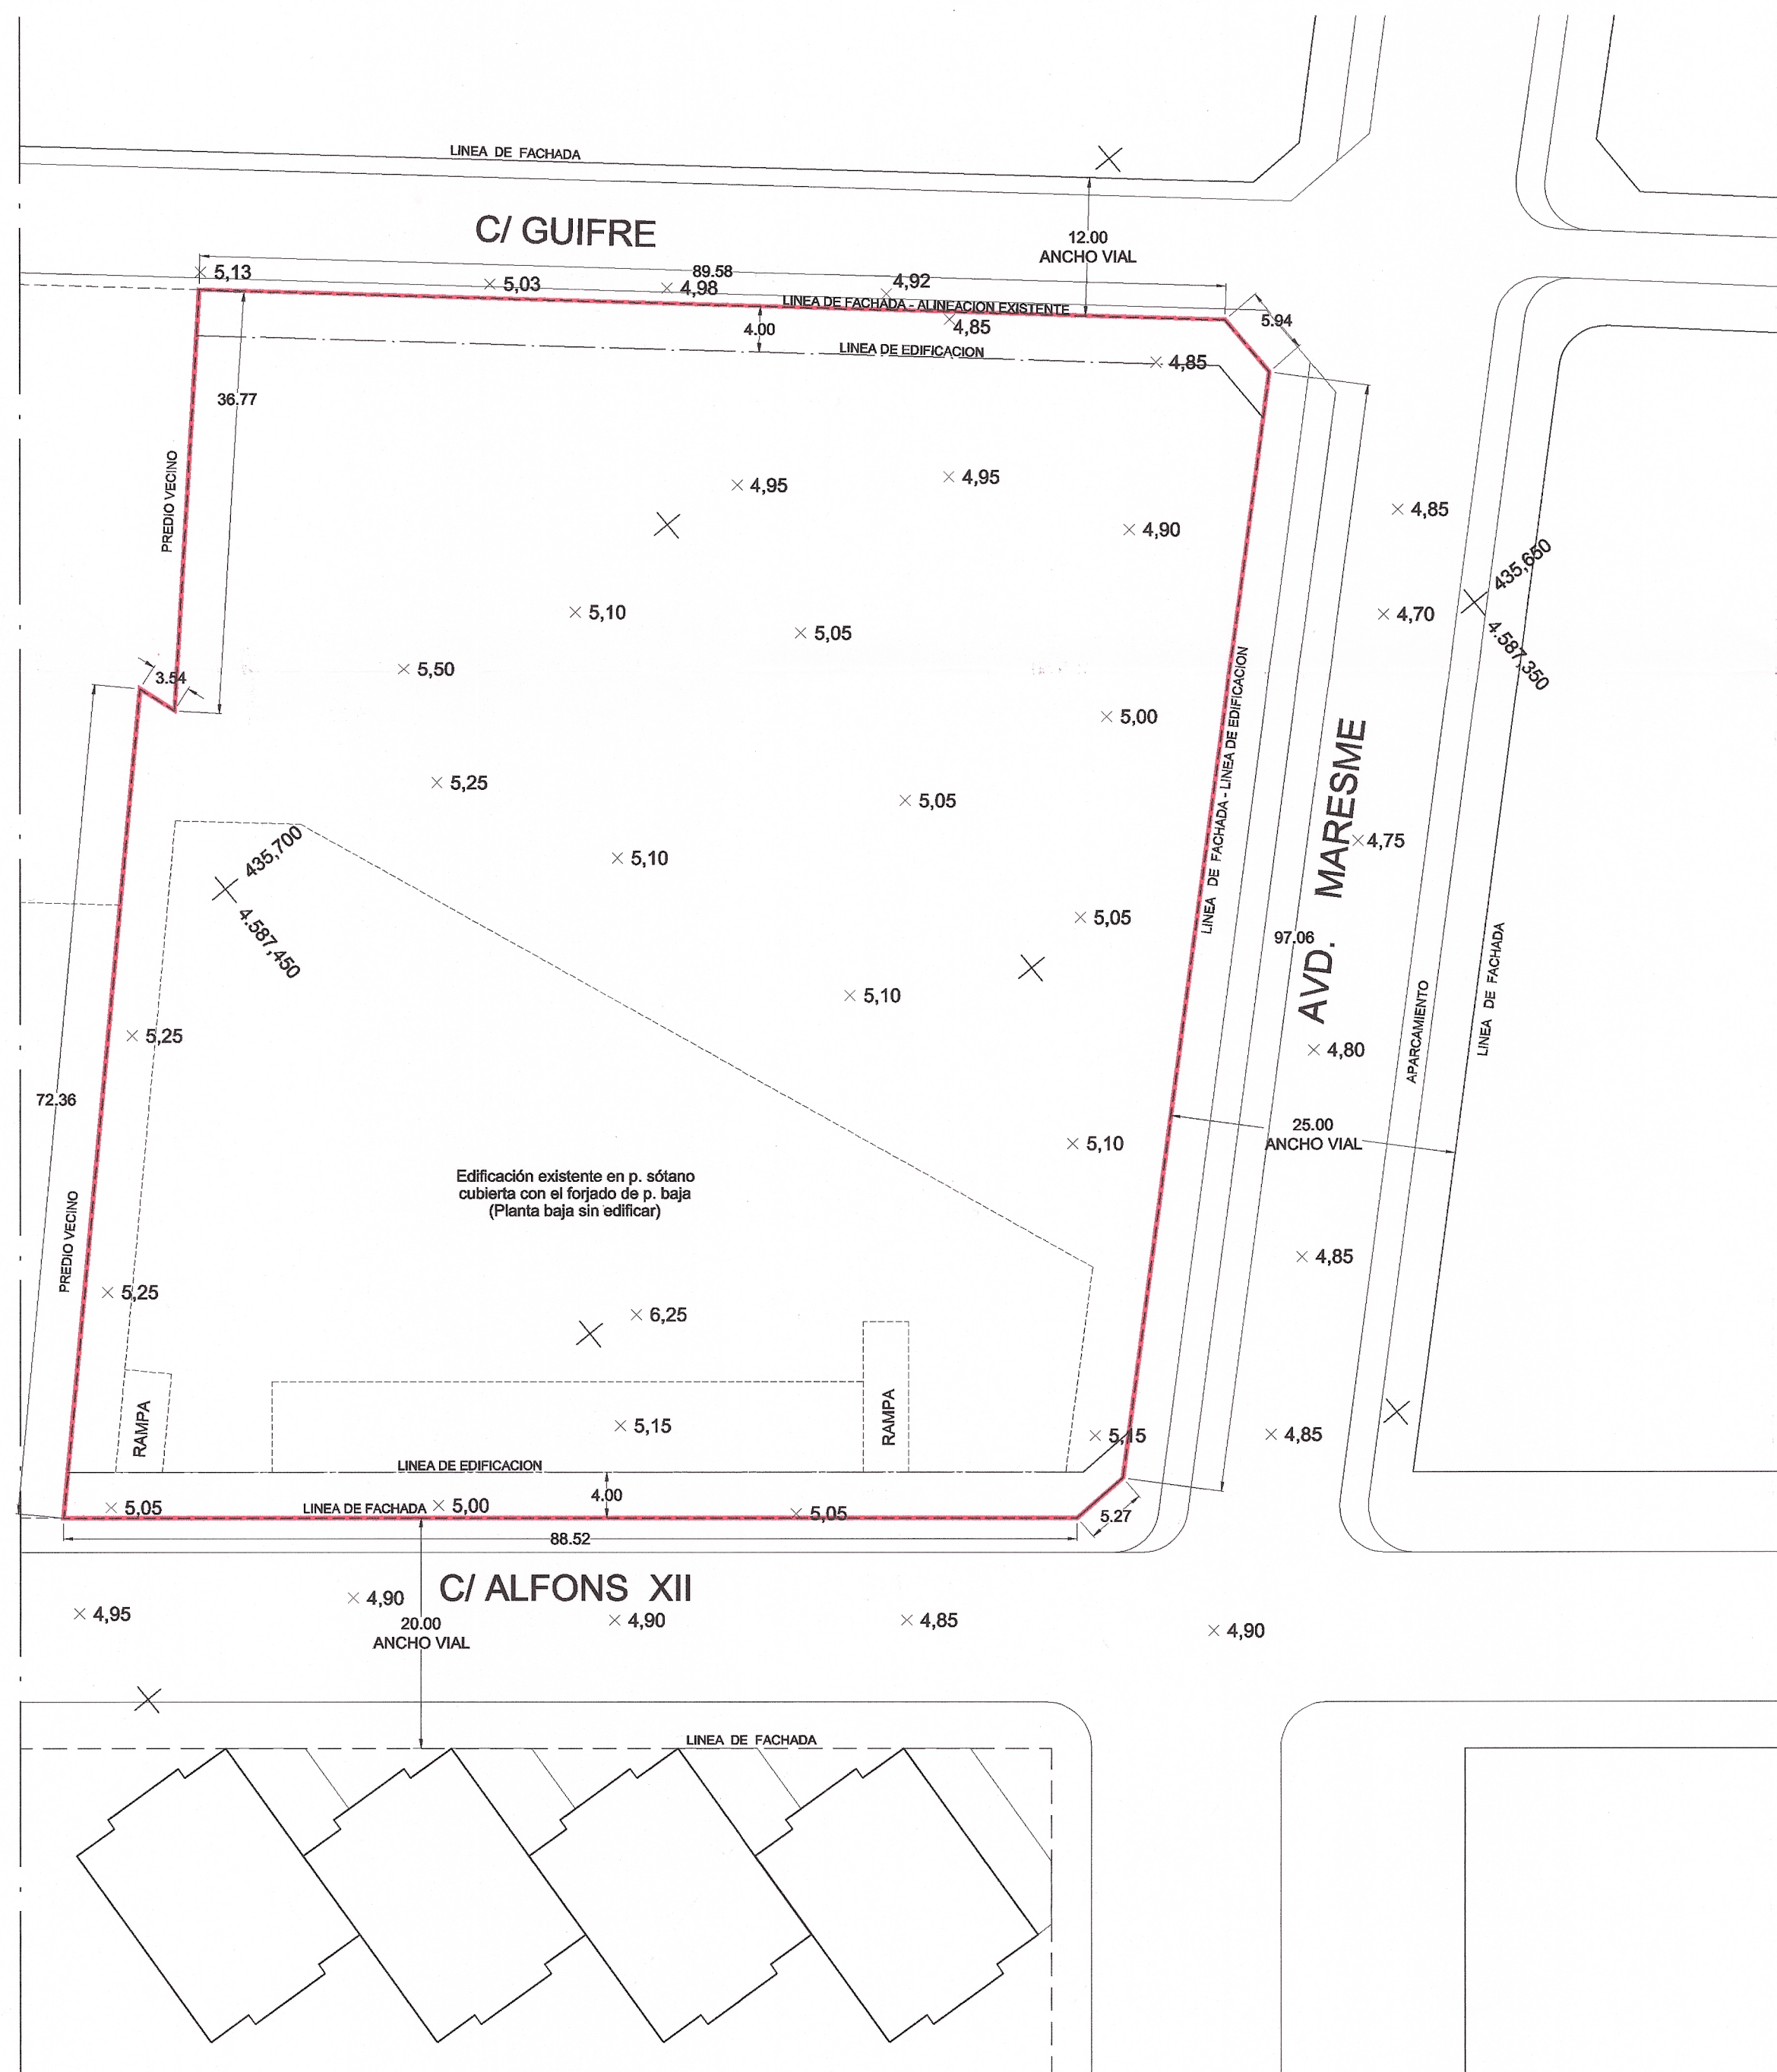 LINEA DE FACHADA
C/ GUIFRE
12.00
ANCHO VIAL
5,13
89.58
5,03
4,98
4,92
LINEA DE FACHADA - ALINEACION EXISTENTE
4,85
5.94
4.00
LINEA DE EDIFICACION
4,85
36.77
PREDIO VECINO
4,95
4,95
4,90
4,85
435,650
4.587,350
4,70
5,10
5,05
5,50
3.54
5,00
LINEA DE FACHADA - LINEA DE EDIFICACION
AVD. MARESME
5,25
5,05
4,75
435,700
4.587,450
5,10
5,05
97.06
LINEA DE FACHADA
APARCAMIENTO
5,10
5,25
4,80
72.36
25.00
ANCHO VIAL
5,10
Edificación existente en p. sótano
cubierta con el forjado de p. baja
(Planta baja sin edificar)
PREDIO VECINO
4,85
5,25
6,25
RAMPA
RAMPA
5,15
5,15
4,85
LINEA DE EDIFICACION
4.00
5,05
LINEA DE FACHADA
5,00
5,05
5.27
88.52
C/ ALFONS XII
4,95
4,90
20.00
ANCHO VIAL
4,90
4,85
4,90
LINEA DE FACHADA